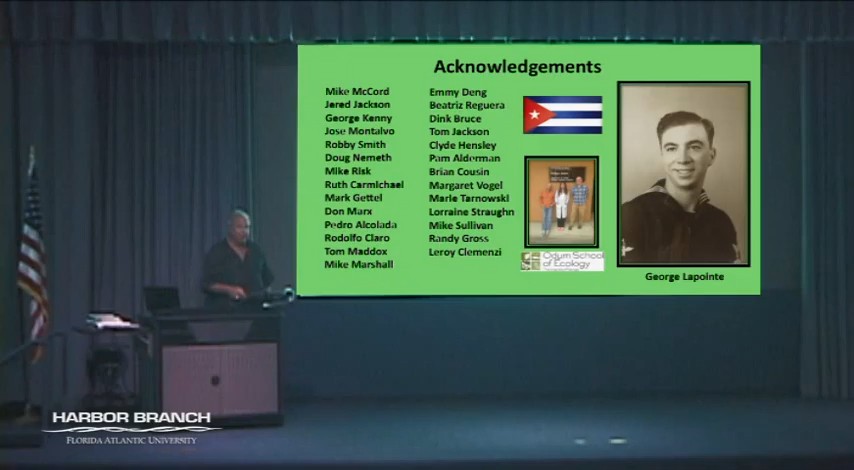 Acknowledgements
Mike McCord
Jered Jackson
George Kenny
Jose Montalvo
Robby Smith
Doug Nemeth
Mike Risk
Ruth Carmichael
Mark Gettel
Don Marx
Pedro Alcolada
Rodolfo Claro
Tom Maddox
Mike Marshall
Emmy Deng
Beatriz Reguera
Dink Bruce
Tom Jackson
Clyde Hensley
Pam Alderman
Brian Cousin
Margaret Vogel
Marie Tarnowski
Lorraine Straughn
Mike Sullivan
Randy Gross
Leroy Clemenzi
Odum School
of Ecology
George Lapointe
HARBOR BRANCH
FLORIDA ATLANTIC UNIVERSITY